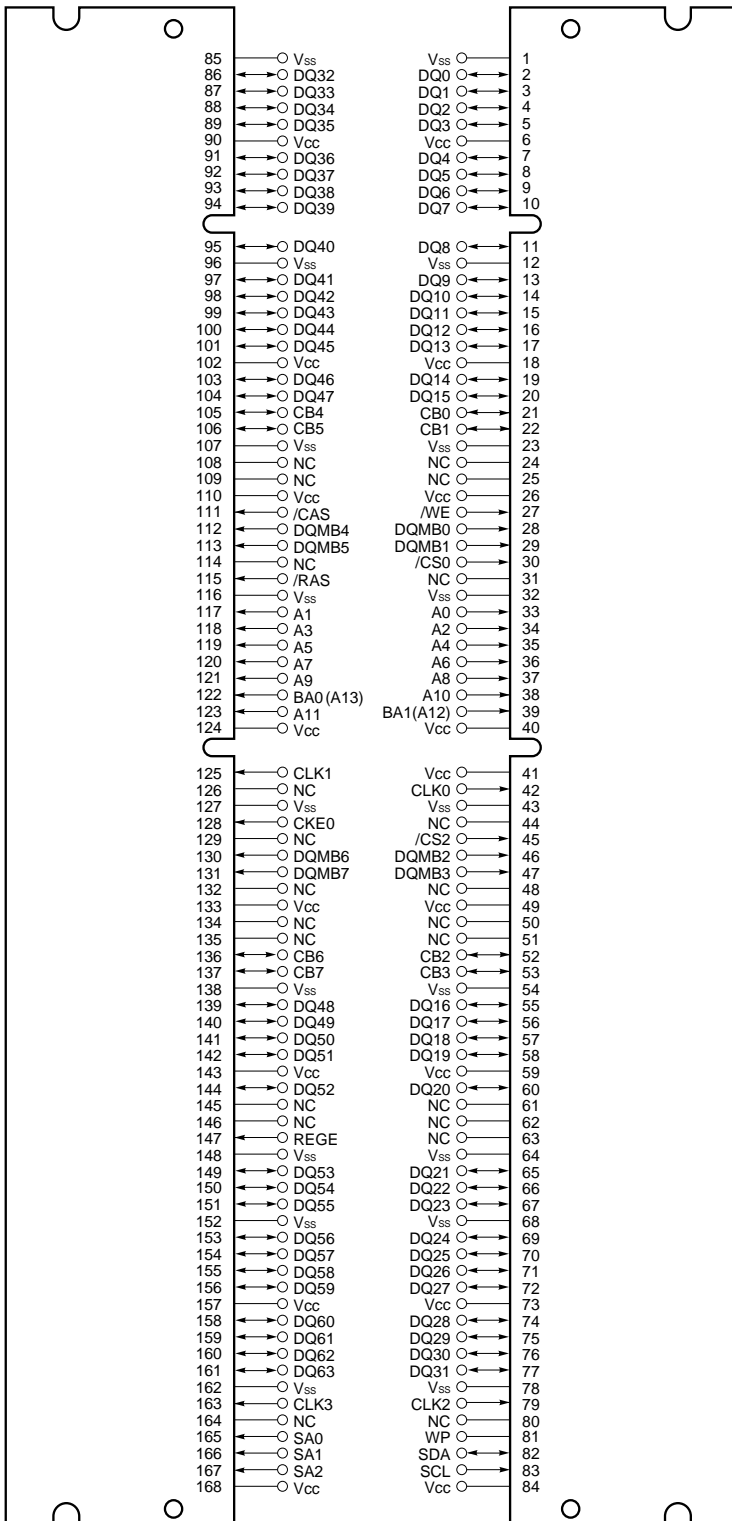 85 Vss Vss 1
86 DQ32 DQ0 2
87 DQ33 DQ1 3
88 DQ34 DQ2 4
89 DQ35 DQ3 5
90 Vcc Vcc 6
91 DQ36 DQ4 7
92 DQ37 DQ5 8
93 DQ38 DQ6 9
94 DQ39 DQ7 10
95 DQ40 DQ8 11
96 Vss Vss 12
97 DQ41 DQ9 13
98 DQ42 DQ10 14
99 DQ43 DQ11 15
100 DQ44 DQ12 16
101 DQ45 DQ13 17
102 Vcc Vcc 18
103 DQ46 DQ14 19
104 DQ47 DQ15 20
105 CB4 CB0 21
106 CB5 CB1 22
107 Vss Vss 23
108 NC NC 24
109 NC NC 25
110 Vcc Vcc 26
111 /CAS /WE 27
112 DQMB4 DQMB0 28
113 DQMB5 DQMB1 29
114 NC /CS0 30
115 /RAS NC 31
116 Vss Vss 32
117 A1 A0 33
118 A3 A2 34
119 A5 A4 35
120 A7 A6 36
121 A9 A8 37
122 BA0 (A13) A10 38
123 A11 BA1(A12) 39
124 Vcc Vcc 40
125 CLK1 Vcc 41
126 NC CLK0 42
127 Vss Vss 43
128 CKE0 NC 44
129 NC /CS2 45
130 DQMB6 DQMB2 46
131 DQMB7 DQMB3 47
132 NC NC 48
133 Vcc Vcc 49
134 NC NC 50
135 NC NC 51
136 CB6 CB2 52
137 CB7 CB3 53
138 Vss Vss 54
139 DQ48 DQ16 55
140 DQ49 DQ17 56
141 DQ50 DQ18 57
142 DQ51 DQ19 58
143 Vcc Vcc 59
144 DQ52 DQ20 60
145 NC NC 61
146 NC NC 62
147 REGE NC 63
148 Vss Vss 64
149 DQ53 DQ21 65
150 DQ54 DQ22 66
151 DQ55 DQ23 67
152 Vss Vss 68
153 DQ56 DQ24 69
154 DQ57 DQ25 70
155 DQ58 DQ26 71
156 DQ59 DQ27 72
157 Vcc Vcc 73
158 DQ60 DQ28 74
159 DQ61 DQ29 75
160 DQ62 DQ30 76
161 DQ63 DQ31 77
162 Vss Vss 78
163 CLK3 CLK2 79
164 NC NC 80
165 SA0 WP 81
166 SA1 SDA 82
167 SA2 SCL 83
168 Vcc Vcc 84